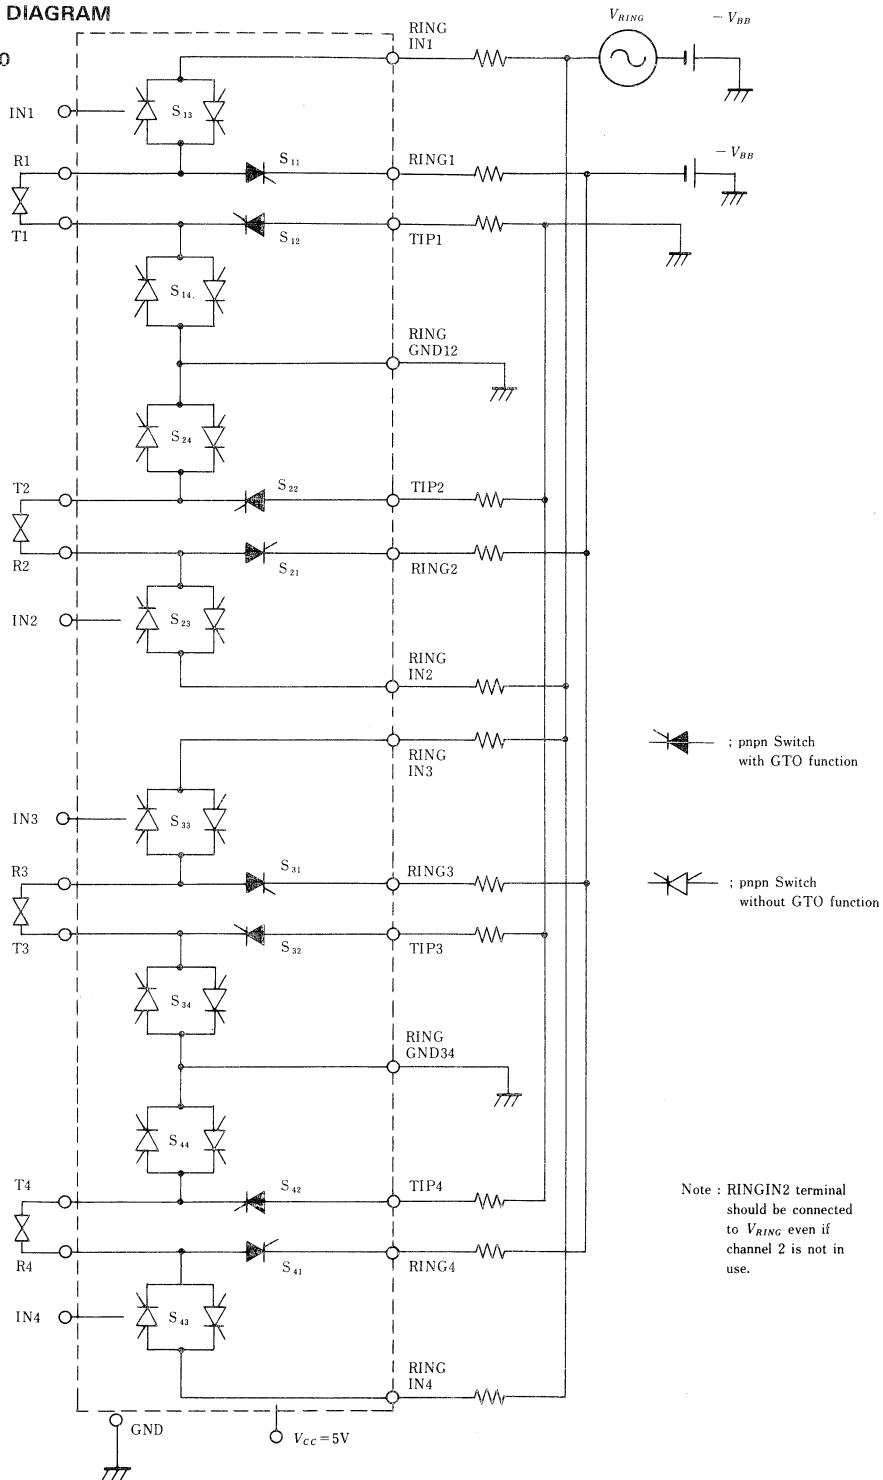 DIAGRAM
RING
IN1
V_RING
− V_BB
IN1
S₁₃
R1
S₁₁
RING1
− V_BB
T1
S₁₂
TIP1
S₁₄
RING
GND12
S₂₄
T2
S₂₂
TIP2
R2
S₂₁
RING2
IN2
S₂₃
RING
IN2
RING
IN3
; pnpn Switch
with GTO function
IN3
S₃₃
R3
S₃₁
RING3
; pnpn Switch
without GTO function
T3
S₃₂
TIP3
S₃₄
RING
GND34
S₄₄
T4
S₄₂
TIP4
Note : RINGIN2 terminal
should be connected
to V_RING even if
channel 2 is not in
use.
R4
S₄₁
RING4
IN4
S₄₃
RING
IN4
GND
V_CC=5V